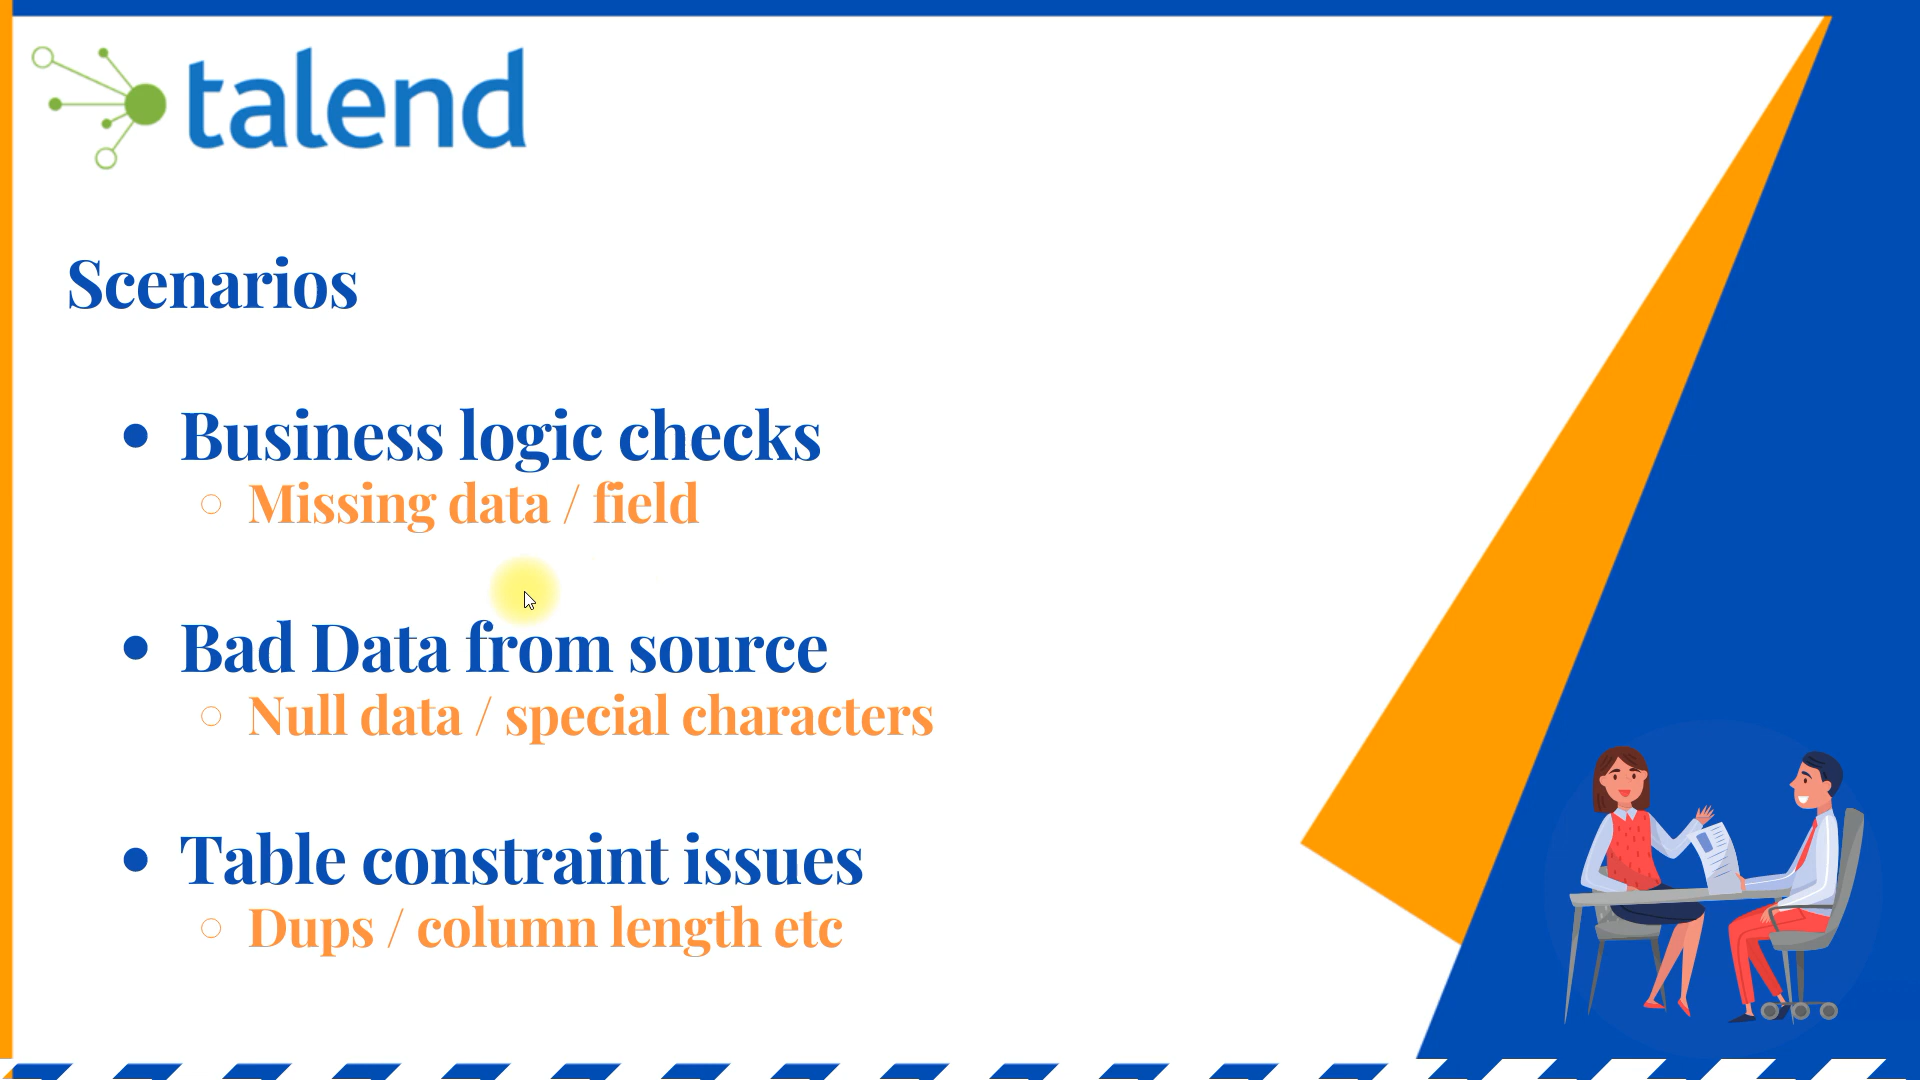 talend
Scenarios
Business logic checks
Missing data / field
Bad Data from source
Null data / special characters
Table constraint issues
Dups / column length etc